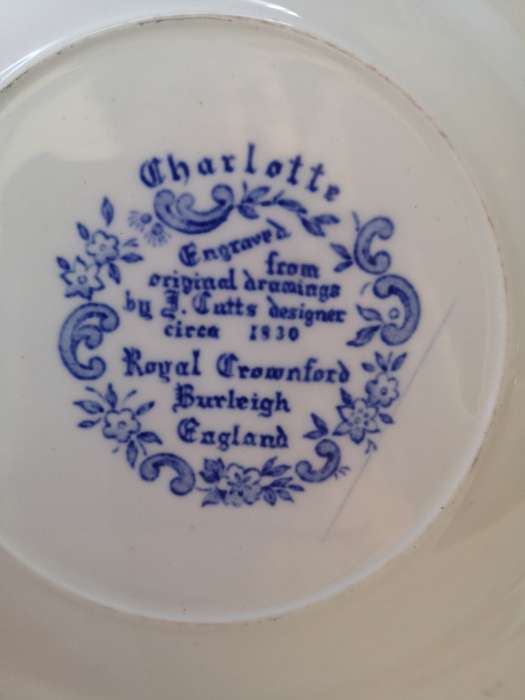 Charlotte
Engraved
from
original drawings
by J. Cutts designer
circa 1830
Royal Crownford
Burleigh
England